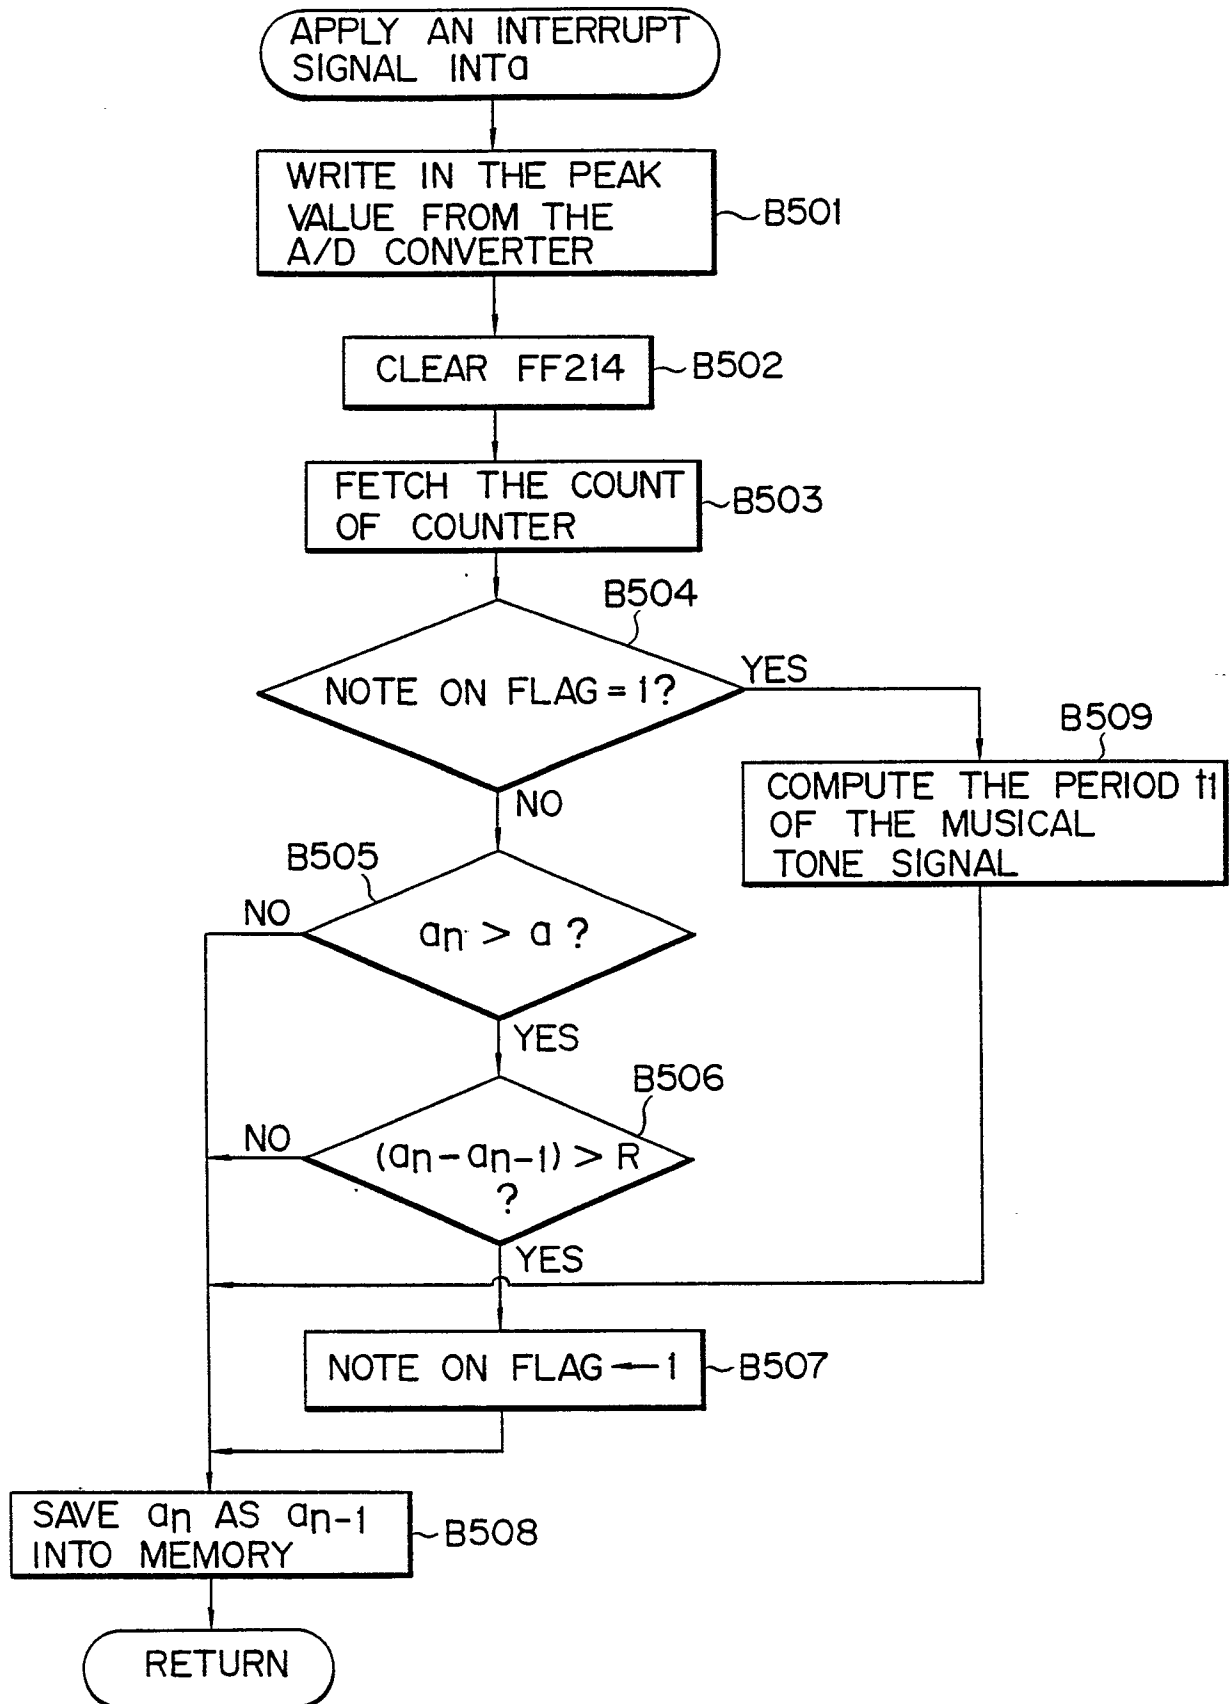 APPLY AN INTERRUPT
SIGNAL INTa
WRITE IN THE PEAK
VALUE FROM THE
A/D CONVERTER
B501
CLEAR FF214
B502
FETCH THE COUNT
OF COUNTER
B503
B504
NOTE ON FLAG = 1?
YES
NO
B509
COMPUTE THE PERIOD t1
OF THE MUSICAL
TONE SIGNAL
B505
NO
an > a ?
YES
B506
NO
(an - an-1) > R
?
YES
NOTE ON FLAG ← 1
B507
SAVE an AS an-1
INTO MEMORY
B508
RETURN